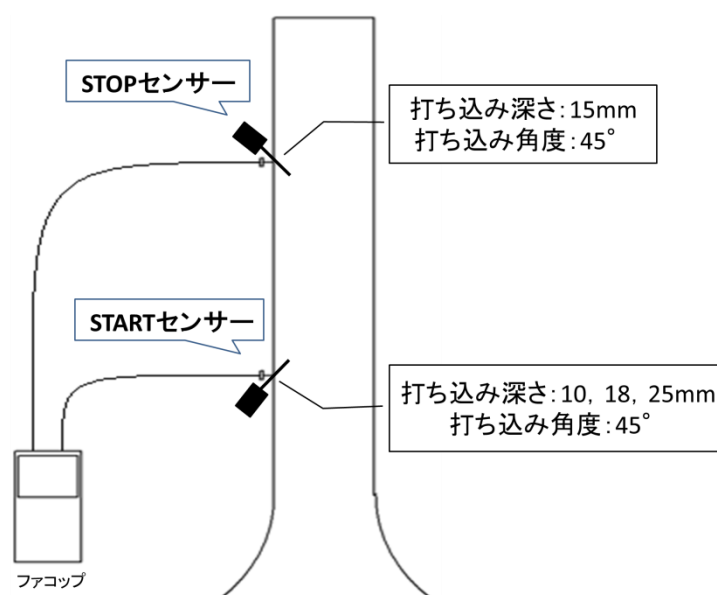 STOPセンサー
打ち込み深さ:15mm
打ち込み角度:45°
STARTセンサー
打ち込み深さ:10, 18, 25mm
打ち込み角度:45°
ファコップ